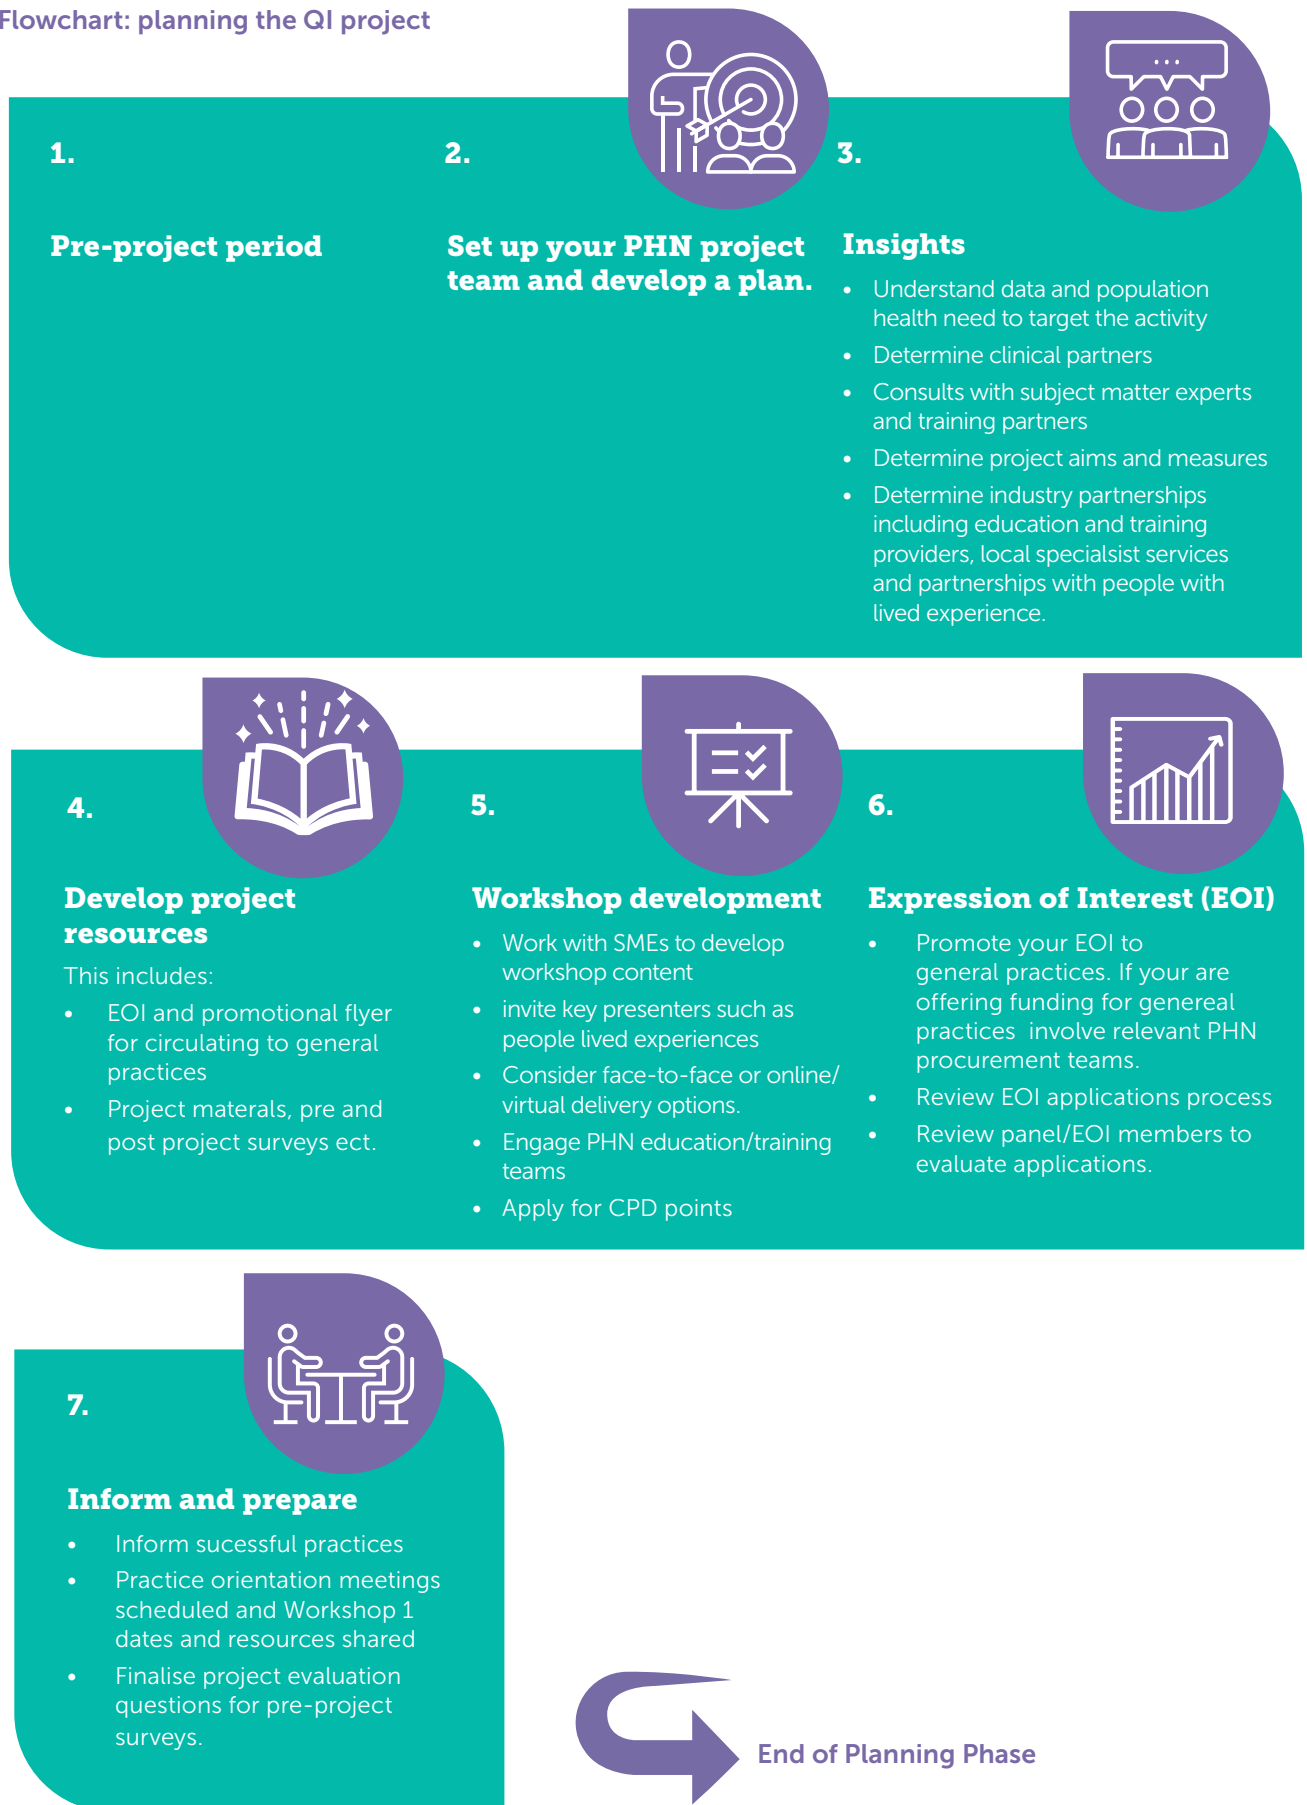 Flowchart: planning the QI project
1.
Pre-project period
2.
Set up your PHN project
team and develop a plan.
3.
Insights
• Understand data and population
health need to target the activity
• Determine clinical partners
• Consults with subject matter experts
and training partners
• Determine project aims and measures
• Determine industry partnerships
including education and training
providers, local specialsist services
and partnerships with people with
lived experience.
4.
Develop project
resources
This includes:
• EOI and promotional flyer
for circulating to general
practices
• Project materals, pre and
post project surveys ect.
5.
Workshop development
• Work with SMEs to develop
workshop content
• invite key presenters such as
people lived experiences
• Consider face-to-face or online/
virtual delivery options.
• Engage PHN education/training
teams
• Apply for CPD points
6.
Expression of Interest (EOI)
• Promote your EOI to
general practices. If your are
offering funding for genereal
practices  involve relevant PHN
procurement teams.
• Review EOI applications process
• Review panel/EOI members to
evaluate applications.
7.
Inform and prepare
• Inform sucessful practices
• Practice orientation meetings
scheduled and Workshop 1
dates and resources shared
• Finalise project evaluation
questions for pre-project
surveys.
End of Planning Phase